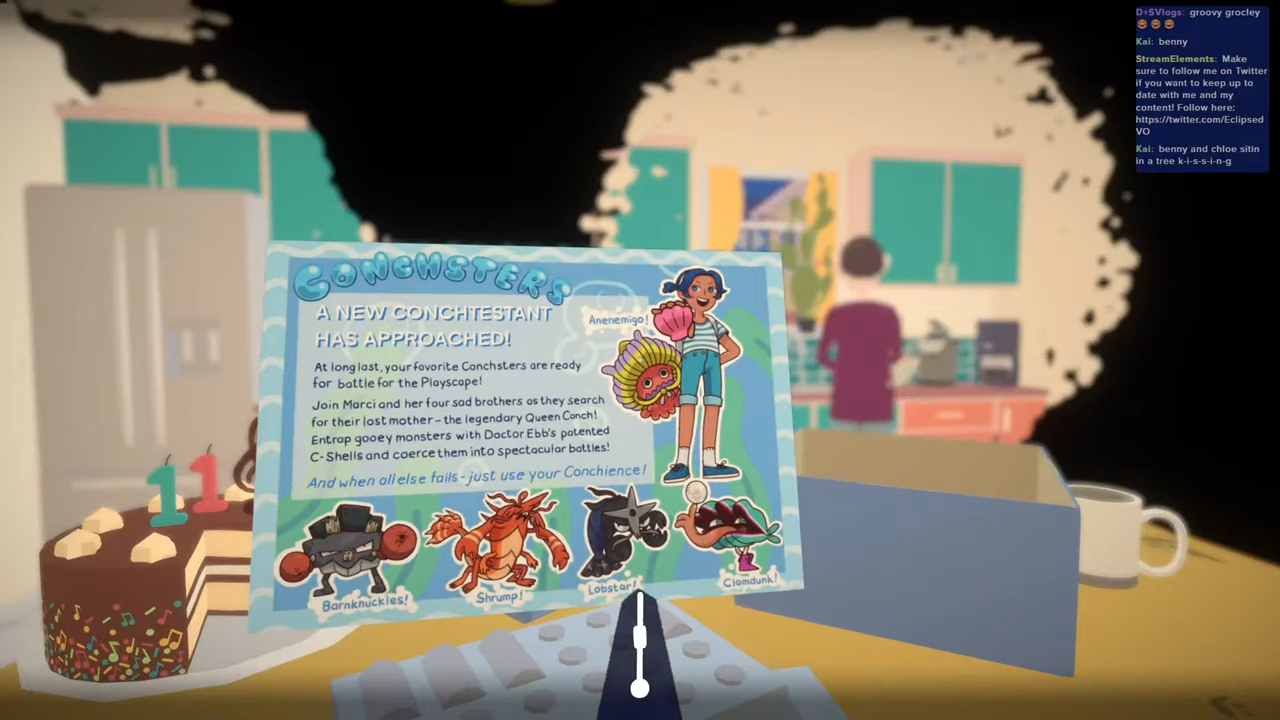 D+SVlogs: groovy grocley
Kai: benny
StreamElements: Make
sure to follow me on Twitter
if you want to keep up to
date with me and my
content! Follow here:
https://twitter.com/Eclipsed
VO
Kai: benny and chloe sitin
in a tree k-i-s-s-i-n-g
CONCHSTERS
A NEW CONCHTESTANT
HAS APPROACHED!
Anenemigo!
At long last, your favorite Conchsters are ready
for battle for the Playscape!
Join Marci and her four sad brothers as they search
for their lost mother - the legendary Queen Conch!
Entrap gooey monsters with Doctor Ebb's patented
C-Shells and coerce them into spectacular battles!
And when all else fails - just use your Conchience!
Barnknuckles!
Shrump!
Lobstar!
Clamdunk!
11